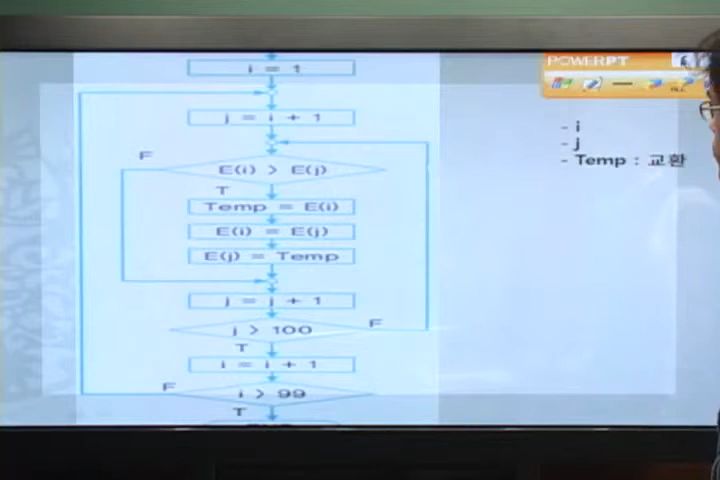 i = 1
POWERPT
j = i + 1
- i
- j
F
- Temp : 교환
E(i) > E(j)
T
Temp = E(i)
E(i) = E(j)
E(j) = Temp
j = j + 1
j > 100
F
T
i = i + 1
F
i > 99
T